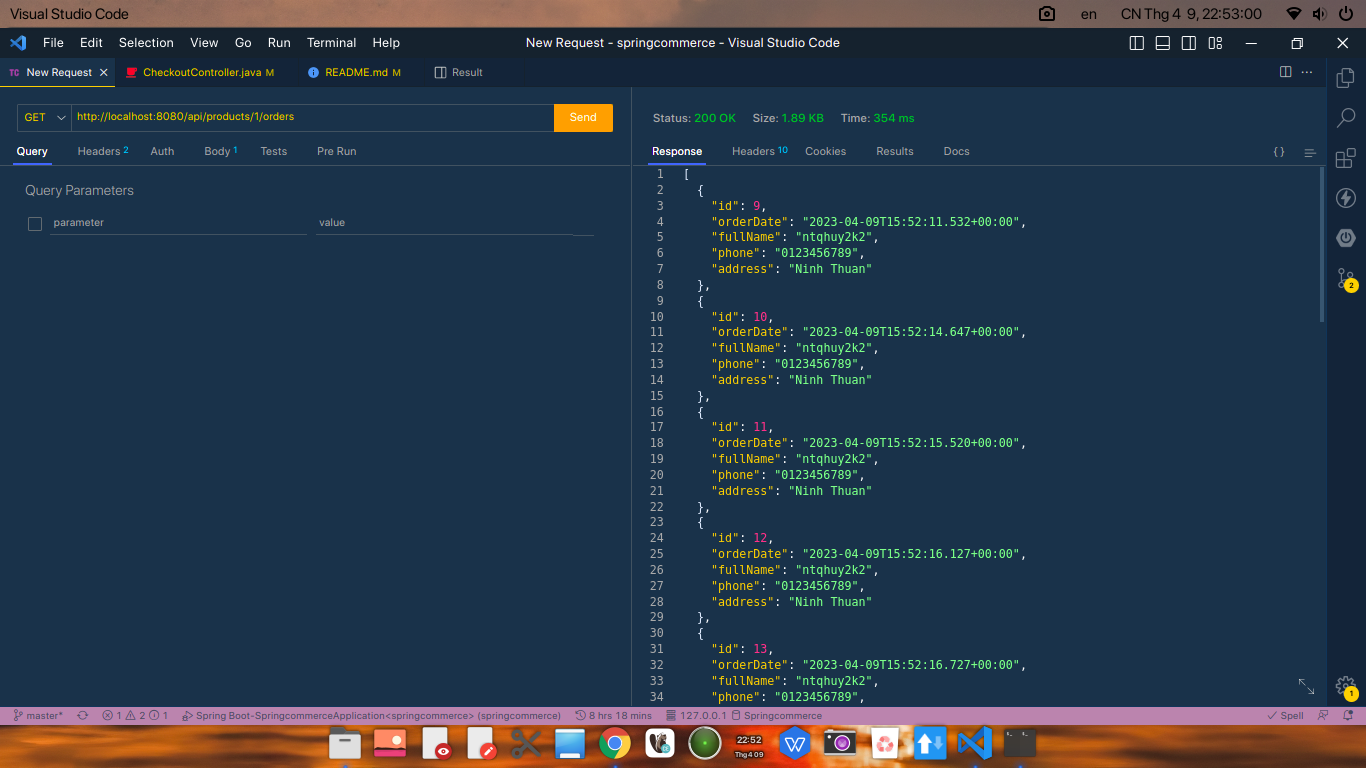 Visual Studio Code
en
CN Thg 4 9, 22:53:00
File Edit Selection View Go Run Terminal Help
New Request - springcommerce - Visual Studio Code
TC New Request
CheckoutController.java M
README.md M
Result
GET
http://localhost:8080/api/products/1/orders
Send
Query Headers 2 Auth Body 1 Tests Pre Run
Query Parameters
parameter value
Status: 200 OK Size: 1.89 KB Time: 354 ms
Response Headers 10 Cookies Results Docs
{ }
1 [
2 {
3 "id": 9,
4 "orderDate": "2023-04-09T15:52:11.532+00:00",
5 "fullName": "ntqhuy2k2",
6 "phone": "0123456789",
7 "address": "Ninh Thuan"
8 },
9 {
10 "id": 10,
11 "orderDate": "2023-04-09T15:52:14.647+00:00",
12 "fullName": "ntqhuy2k2",
13 "phone": "0123456789",
14 "address": "Ninh Thuan"
15 },
16 {
17 "id": 11,
18 "orderDate": "2023-04-09T15:52:15.520+00:00",
19 "fullName": "ntqhuy2k2",
20 "phone": "0123456789",
21 "address": "Ninh Thuan"
22 },
23 {
24 "id": 12,
25 "orderDate": "2023-04-09T15:52:16.127+00:00",
26 "fullName": "ntqhuy2k2",
27 "phone": "0123456789",
28 "address": "Ninh Thuan"
29 },
30 {
31 "id": 13,
32 "orderDate": "2023-04-09T15:52:16.727+00:00",
33 "fullName": "ntqhuy2k2",
34 "phone": "0123456789",
2
1
master* 1 2 1 Spring Boot-SpringcommerceApplication<springcommerce> (springcommerce) 8 hrs 18 mins 127.0.0.1 Springcommerce Spell
22:52
Thg4 09